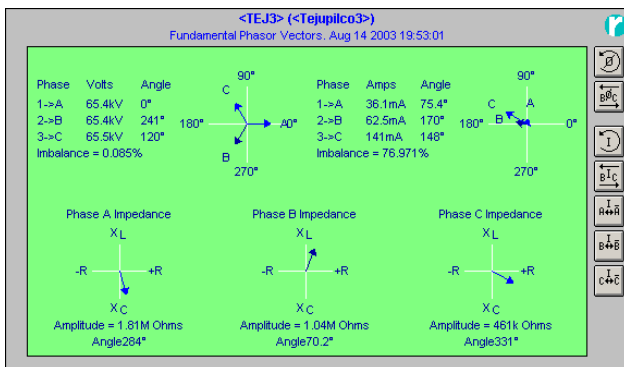 <TEJ3> (<Tejupilco3>)
Fundamental Phasor Vectors. Aug 14 2003 19:53:01
r
Phase Volts Angle
1->A 65.4kV 0°
2->B 65.4kV 241°
3->C 65.5kV 120°
Imbalance = 0.085%
90°
C
180° A0°
B
270°
Phase Amps Angle
1->A 36.1mA 75.4°
2->B 62.5mA 170°
3->C 141mA 148°
Imbalance = 76.971%
90°
C A
180° B 0°
270°
Ø
BØC
I
BIC
I
A↔Ā
I
B↔B̄
I
C↔C̄
Phase A Impedance
XL
-R +R
XC
Amplitude = 1.81M Ohms
Angle284°
Phase B Impedance
XL
-R +R
XC
Amplitude = 1.04M Ohms
Angle70.2°
Phase C Impedance
XL
-R +R
XC
Amplitude = 461k Ohms
Angle331°